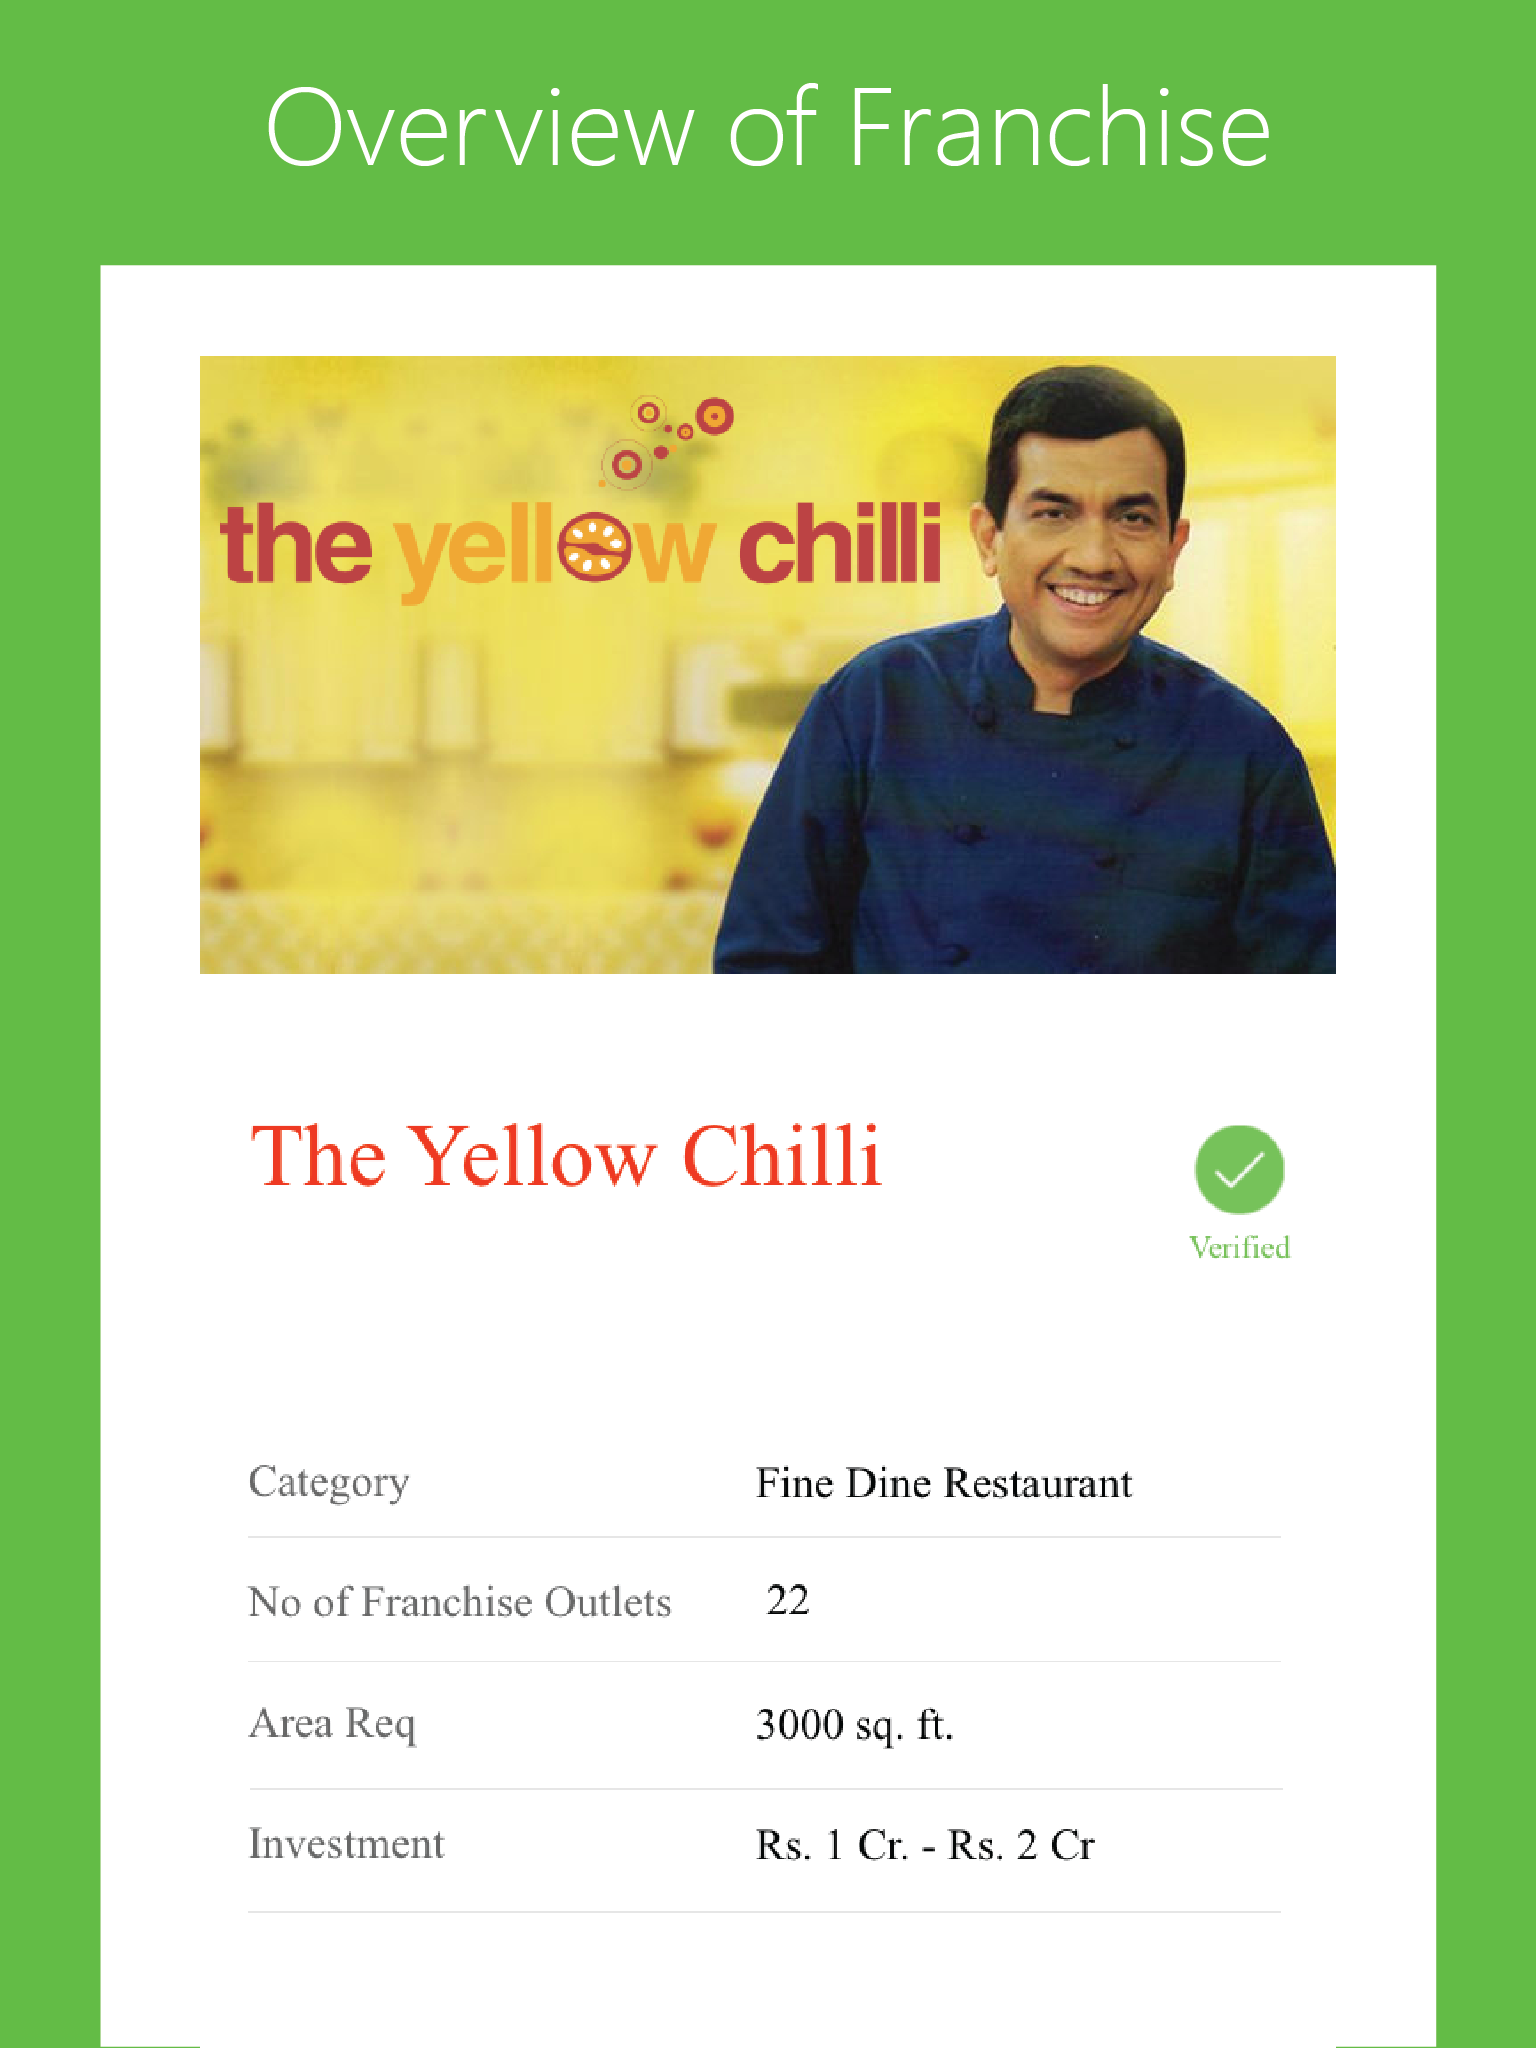 Overview of Franchise
the yellow chilli
The Yellow Chilli
Verified
Category Fine Dine Restaurant
No of Franchise Outlets 22
Area Req 3000 sq. ft.
Investment Rs. 1 Cr. - Rs. 2 Cr